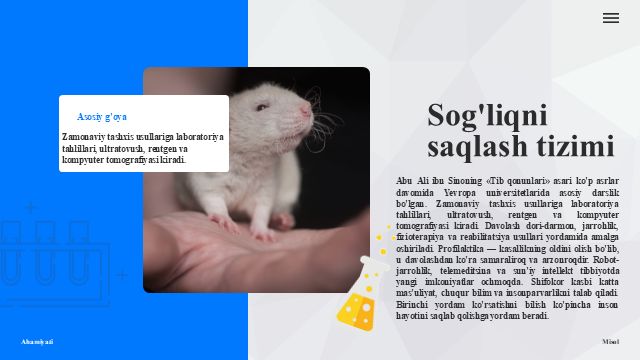 Sog'liqni
saqlash tizimi
Asosiy g'oya
Zamonaviy tashxis usullariga laboratoriya
tahlillari, ultratovush, rentgen va
kompyuter tomografiyasi kiradi.
Abu Ali ibn Sinoning «Tib qonunlari» asari ko'p asrlar
davomida Yevropa universitetlarida asosiy darslik
bo'lgan. Zamonaviy tashxis usullariga laboratoriya
tahlillari, ultratovush, rentgen va kompyuter
tomografiyasi kiradi. Davolash dori-darmon, jarrohlik,
fizioterapiya va reabilitatsiya usullari yordamida amalga
oshiriladi. Profilaktika — kasallikning oldini olish bo'lib,
u davolashdan ko'ra samaraliroq va arzonroqdir. Robot-
jarrohlik, telemeditsina va sun'iy intellekt tibbiyotda
yangi imkoniyatlar ochmoqda. Shifokor kasbi katta
mas'uliyat, chuqur bilim va insonparvarlikni talab qiladi.
Birinchi yordam ko'rsatishni bilish ko'pincha inson
hayotini saqlab qolishga yordam beradi.
Ahamiyati
Misol